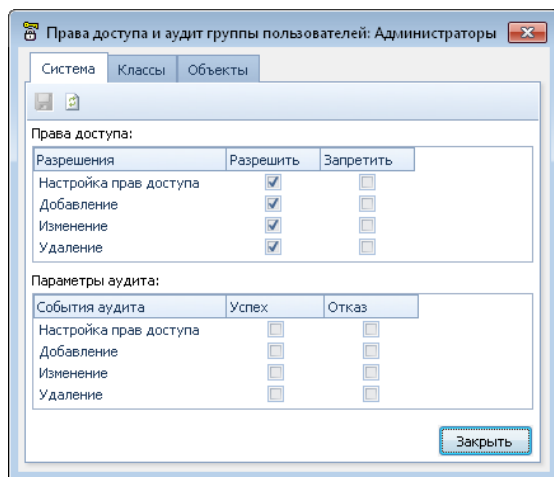 Права доступа и аудит группы пользователей: Администраторы
Система Классы Объекты
Права доступа:
Разрешения Разрешить Запретить
Настройка прав доступа
Добавление
Изменение
Удаление
Параметры аудита:
События аудита Успех Отказ
Настройка прав доступа
Добавление
Изменение
Удаление
Закрыть